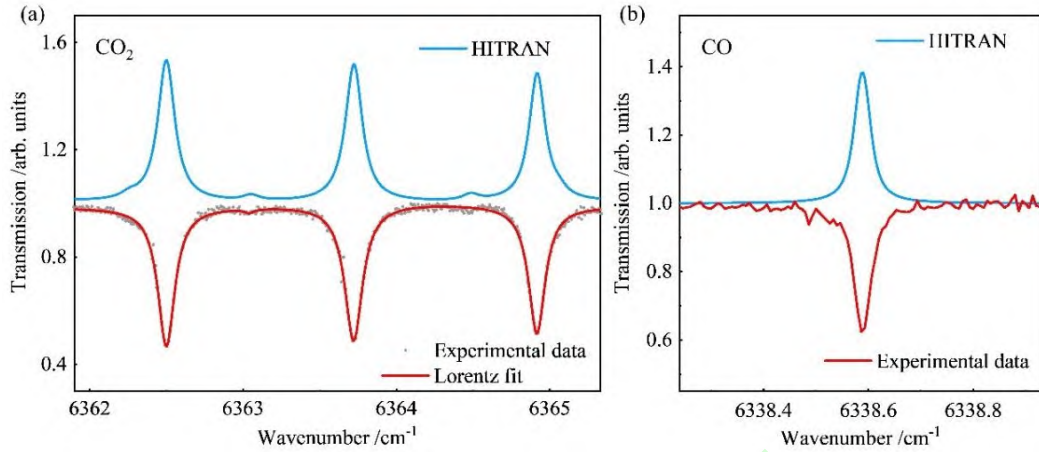 (a)
CO₂
HITRAN
1.6
1.2
0.8
0.4
Transmission /arb. units
Experimental data
Lorentz fit
6362
6363
6364
6365
Wavenumber /cm⁻¹
(b)
CO
HITRAN
1.4
1.2
1.0
0.8
0.6
Transmission /arb. units
Experimental data
6338.4
6338.6
6338.8
Wavenumber /cm⁻¹